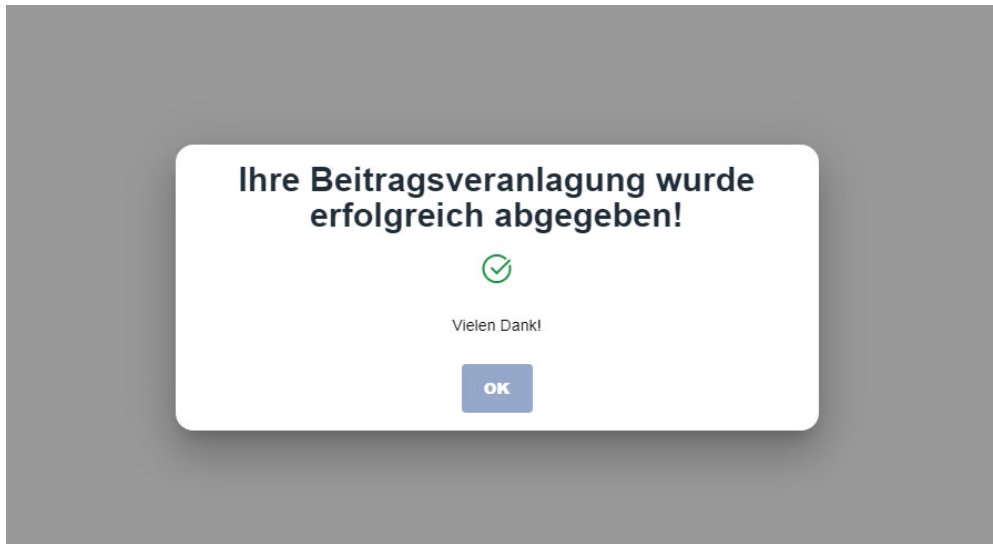 Ihre Beitragsveranlagung wurde
erfolgreich abgegeben!
Vielen Dank!
OK